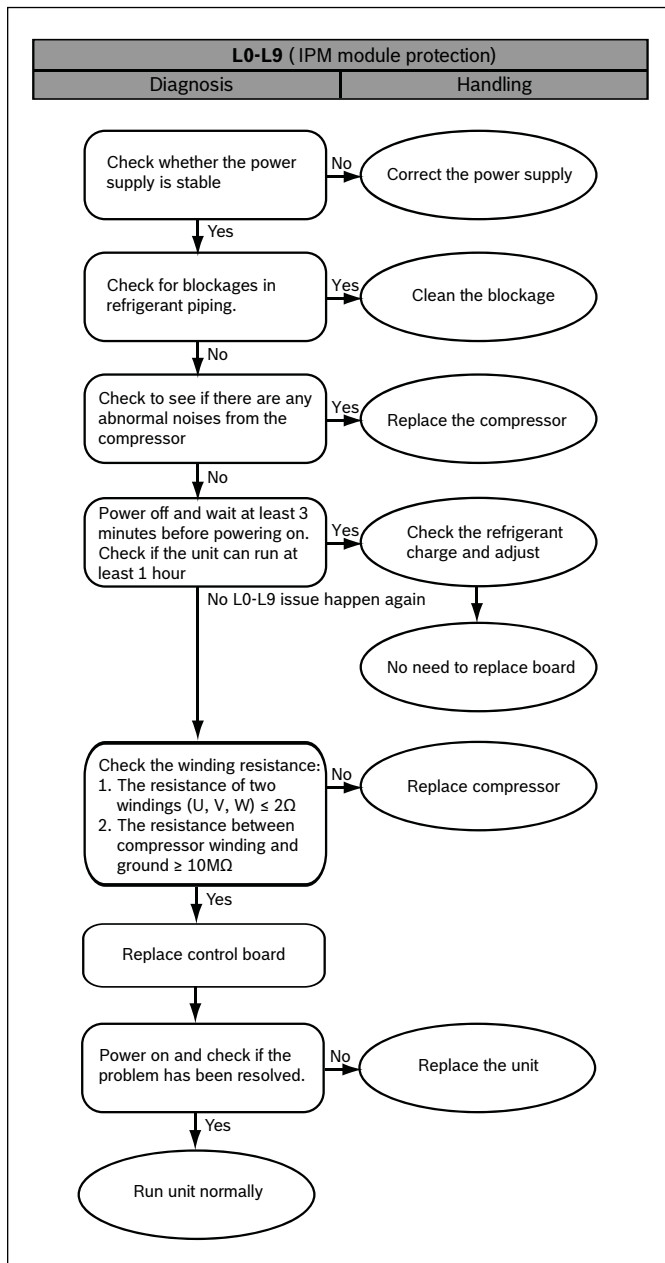 L0-L9 ( IPM module protection)
Diagnosis
Handling
Check whether the power
supply is stable
No
Correct the power supply
Yes
Check for blockages in
refrigerant piping.
Yes
Clean the blockage
No
Check to see if there are any
abnormal noises from the
compressor
Yes
Replace the compressor
No
Power off and wait at least 3
minutes before powering on.
Check if the unit can run at
least 1 hour
Yes
Check the refrigerant
charge and adjust
No L0-L9 issue happen again
No need to replace board
Check the winding resistance:
1. The resistance of two
windings (U, V, W) ≤ 2Ω
2. The resistance between
compressor winding and
ground ≥ 10MΩ
No
Replace compressor
Yes
Replace control board
Power on and check if the
problem has been resolved.
No
Replace the unit
Yes
Run unit normally